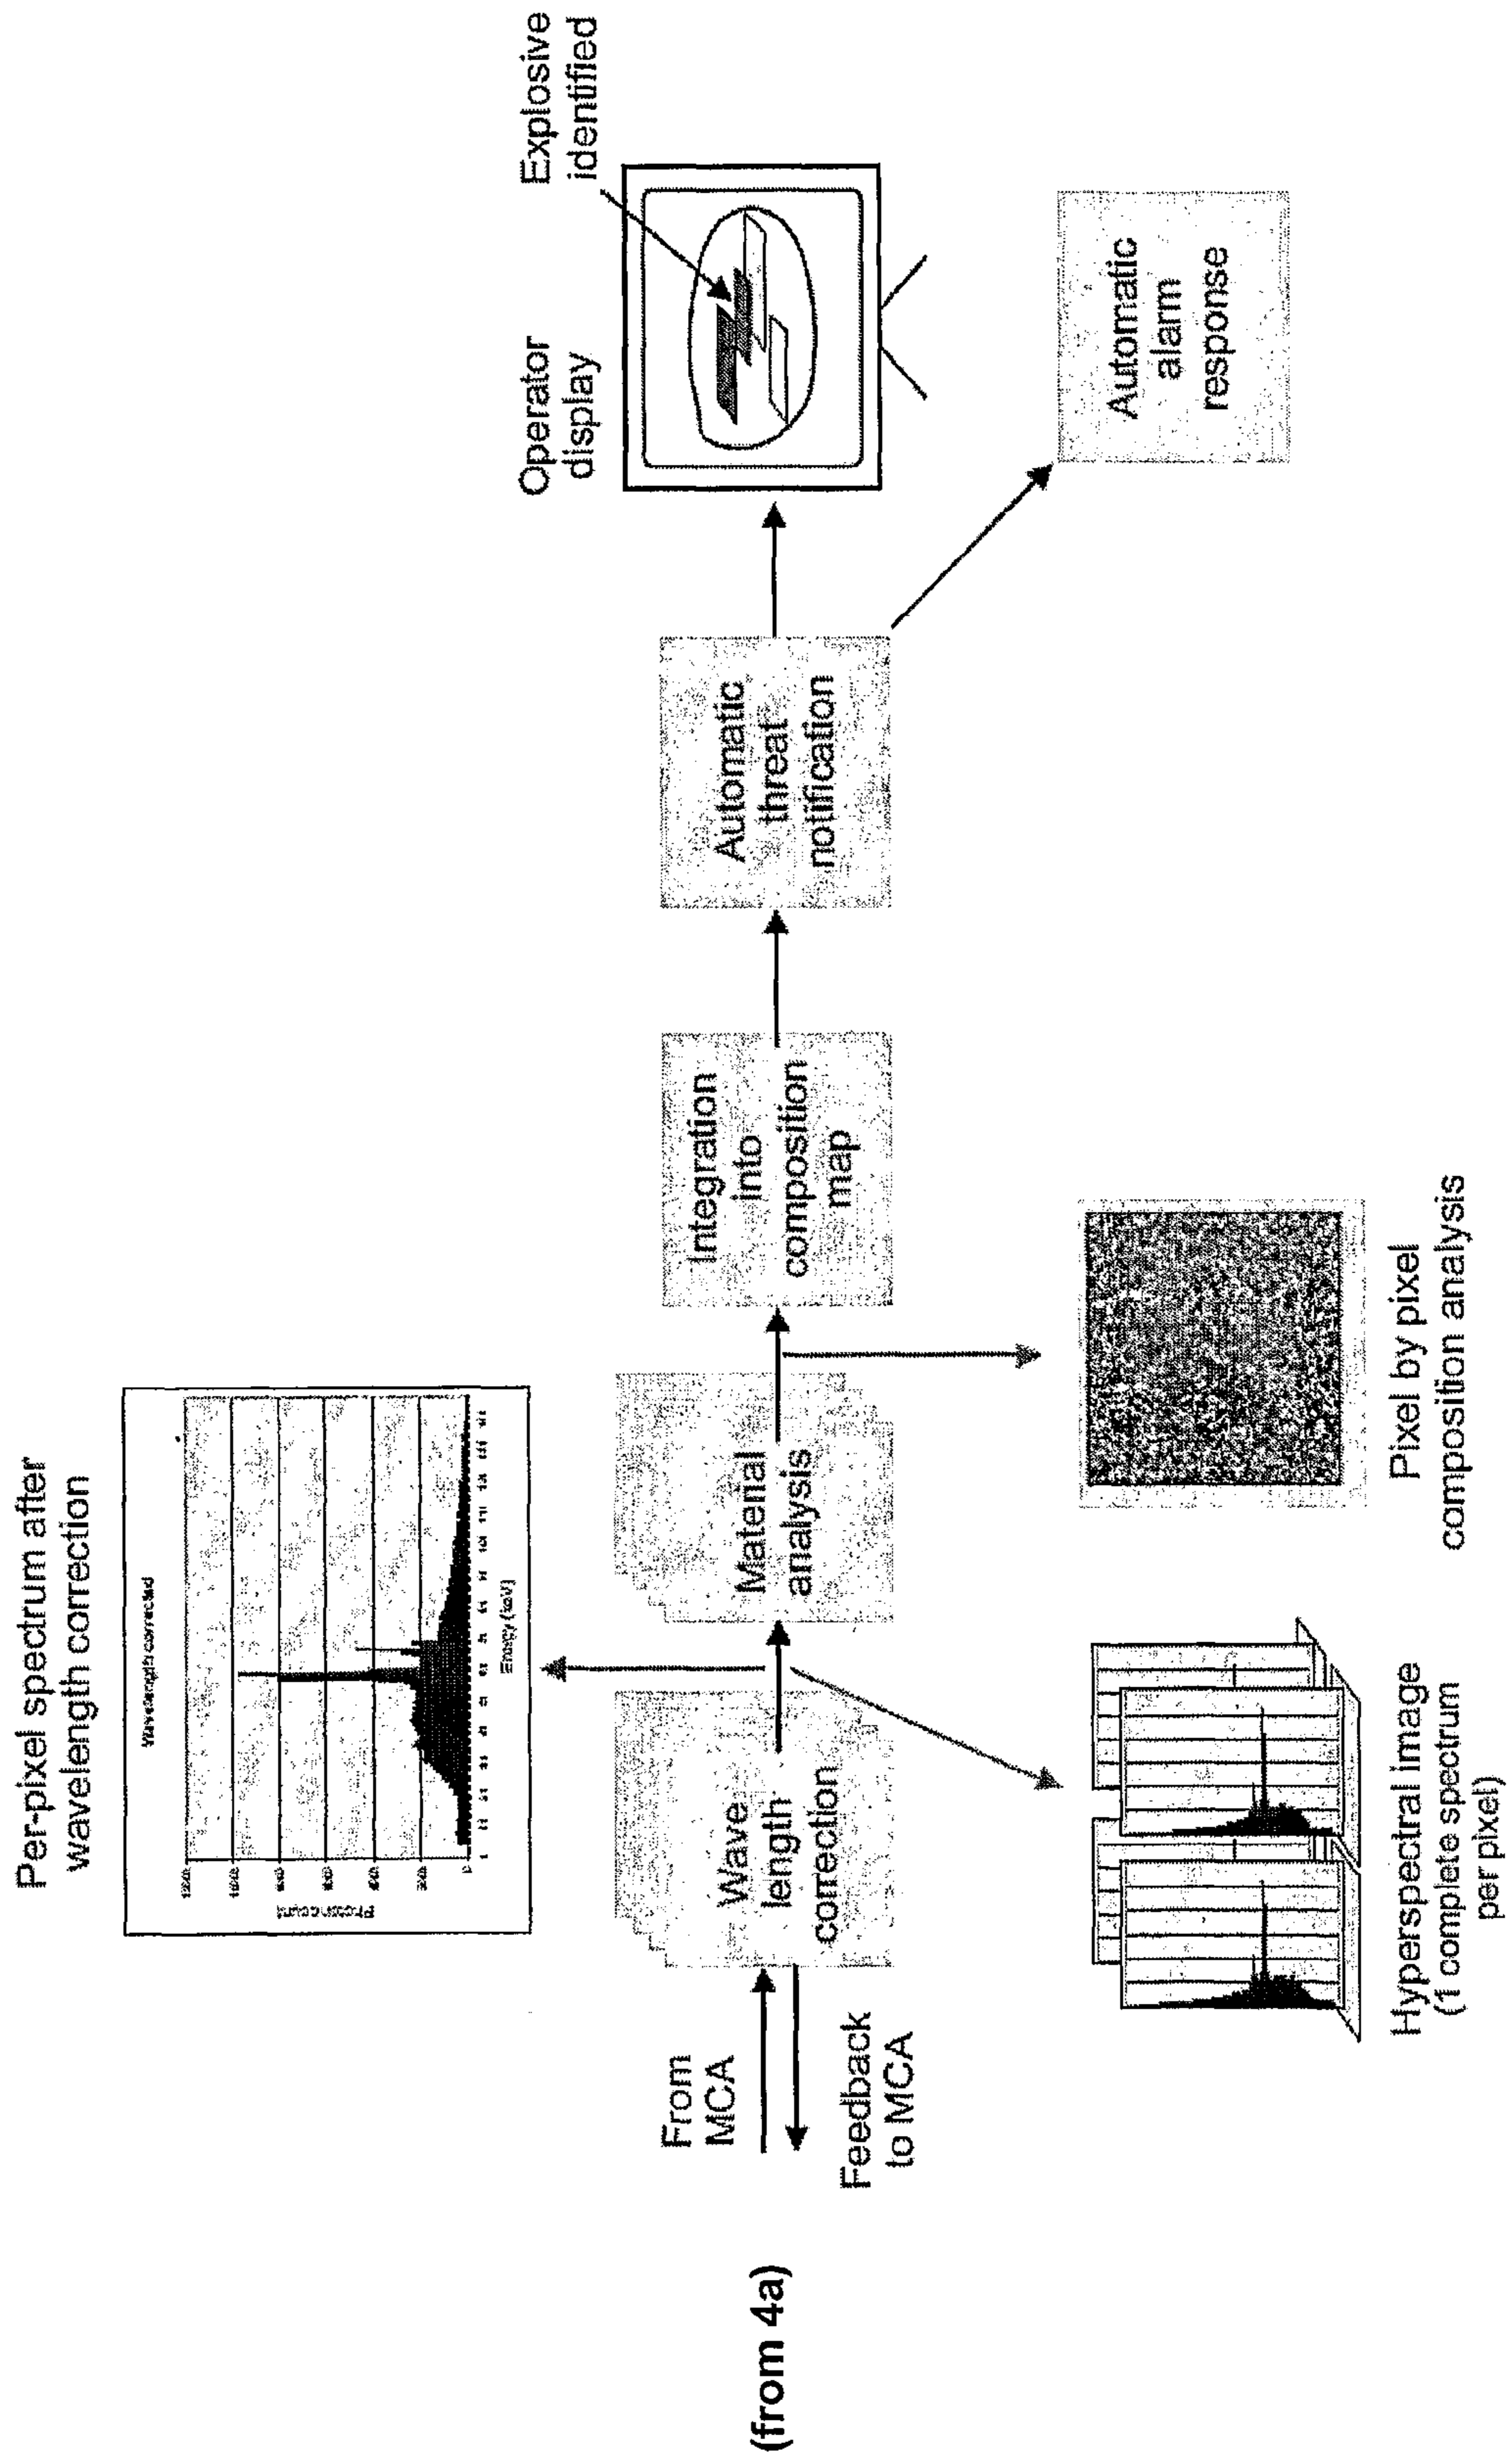 (from 4a)
From
MCA
Feedback
to MCA
Per-pixel spectrum after
wavelength correction
Wavelength corrected
Photon count
Energy (keV)
Wave
length
correction
Hyperspectral image
(1 complete spectrum
per pixel)
Material
analysis
Pixel by pixel
composition analysis
Integration
into
composition
map
Automatic
threat
notification
Operator
display
Explosive
identified
Automatic
alarm
response